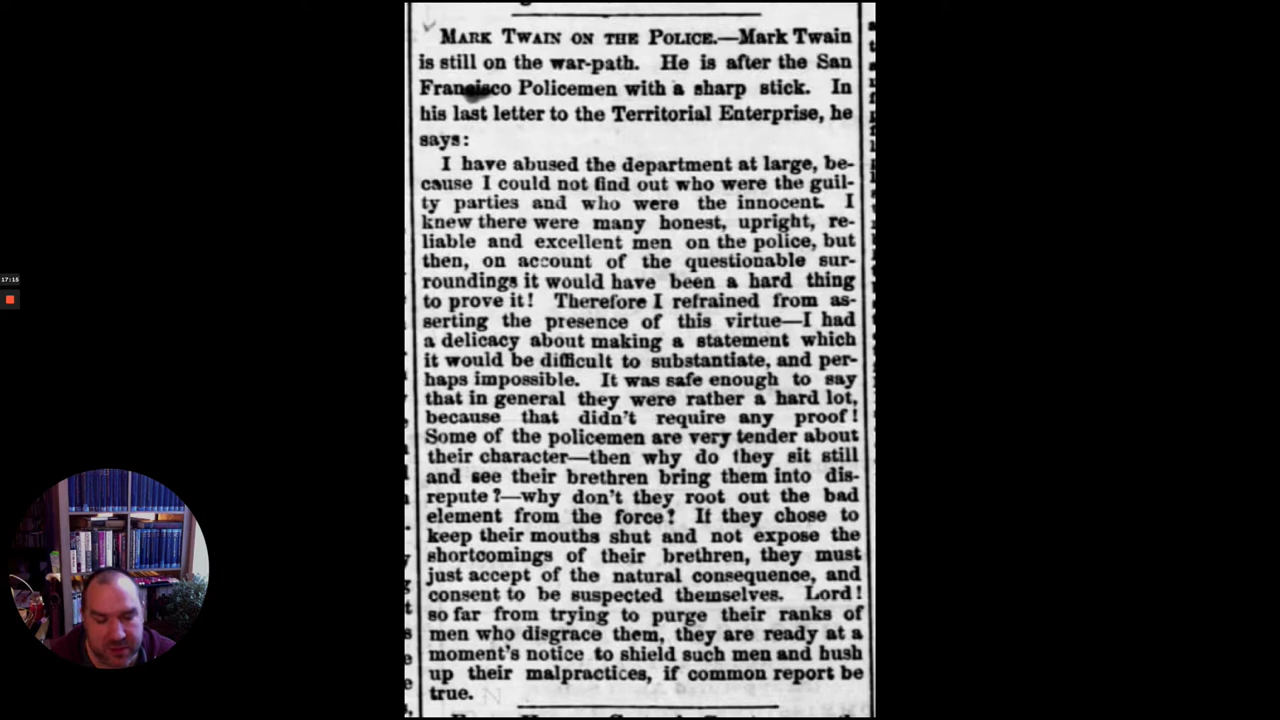 MARK TWAIN ON THE POLICE.—Mark Twain
is still on the war-path. He is after the San
Francisco Policemen with a sharp stick. In
his last letter to the Territorial Enterprise, he
says:
I have abused the department at large, be-
cause I could not find out who were the guil-
ty parties and who were the innocent. I
knew there were many honest, upright, re-
liable and excellent men on the police, but
then, on account of the questionable sur-
roundings it would have been a hard thing
to prove it! Therefore I refrained from as-
serting the presence of this virtue—I had
a delicacy about making a statement which
it would be difficult to substantiate, and per-
haps impossible. It was safe enough to say
that in general they were rather a hard lot,
because that didn't require any proof!
Some of the policemen are very tender about
their character—then why do they sit still
and see their brethren bring them into dis-
repute?—why don't they root out the bad
element from the force? If they chose to
keep their mouths shut and not expose the
shortcomings of their brethren, they must
just accept of the natural consequence, and
consent to be suspected themselves. Lord!
so far from trying to purge their ranks of
men who disgrace them, they are ready at a
moment's notice to shield such men and hush
up their malpractices, if common report be
true.
17:15